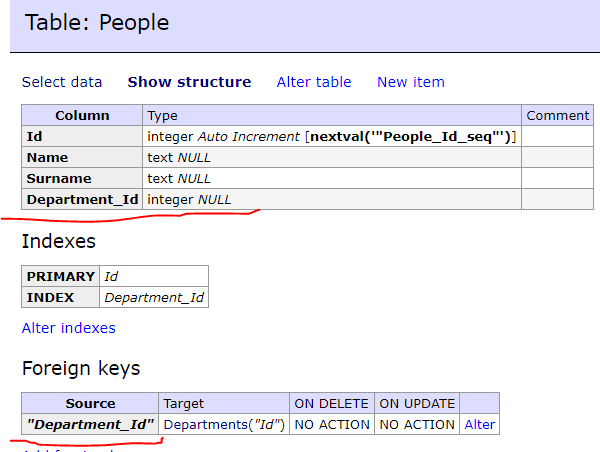 Table: People
Select data Show structure Alter table New item
Column Type Comment
Id integer Auto Increment [nextval('"People_Id_seq"')]
Name text NULL
Surname text NULL
Department_Id integer NULL
Indexes
PRIMARY Id
INDEX Department_Id
Alter indexes
Foreign keys
Source Target ON DELETE ON UPDATE
"Department_Id" Departments("Id") NO ACTION NO ACTION Alter